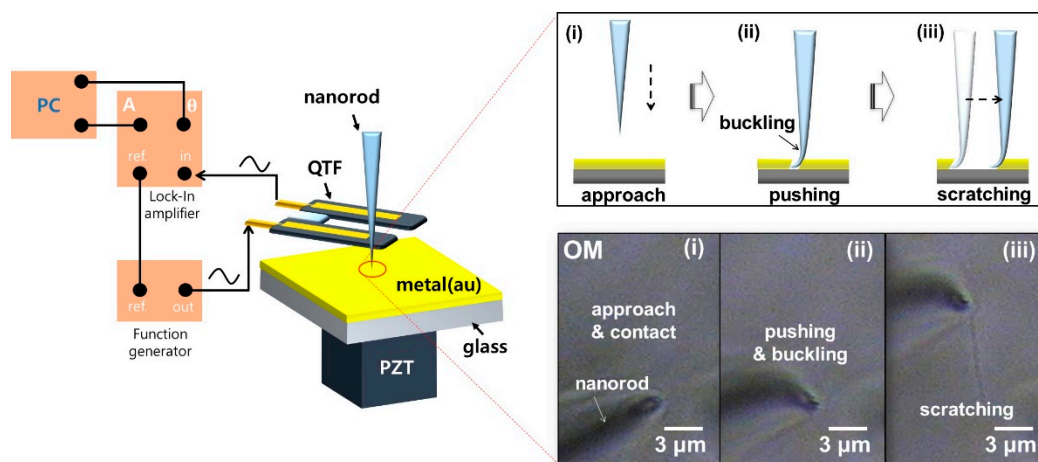 PC
A
θ
ref.
in
Lock-In
amplifier
ref.
out
Function
generator
nanorod
QTF
metal(au)
glass
PZT
(i)
(ii)
(iii)
buckling
approach
pushing
scratching
OM
(i)
(ii)
(iii)
approach
& contact
pushing
& buckling
nanorod
scratching
3 μm
3 μm
3 μm